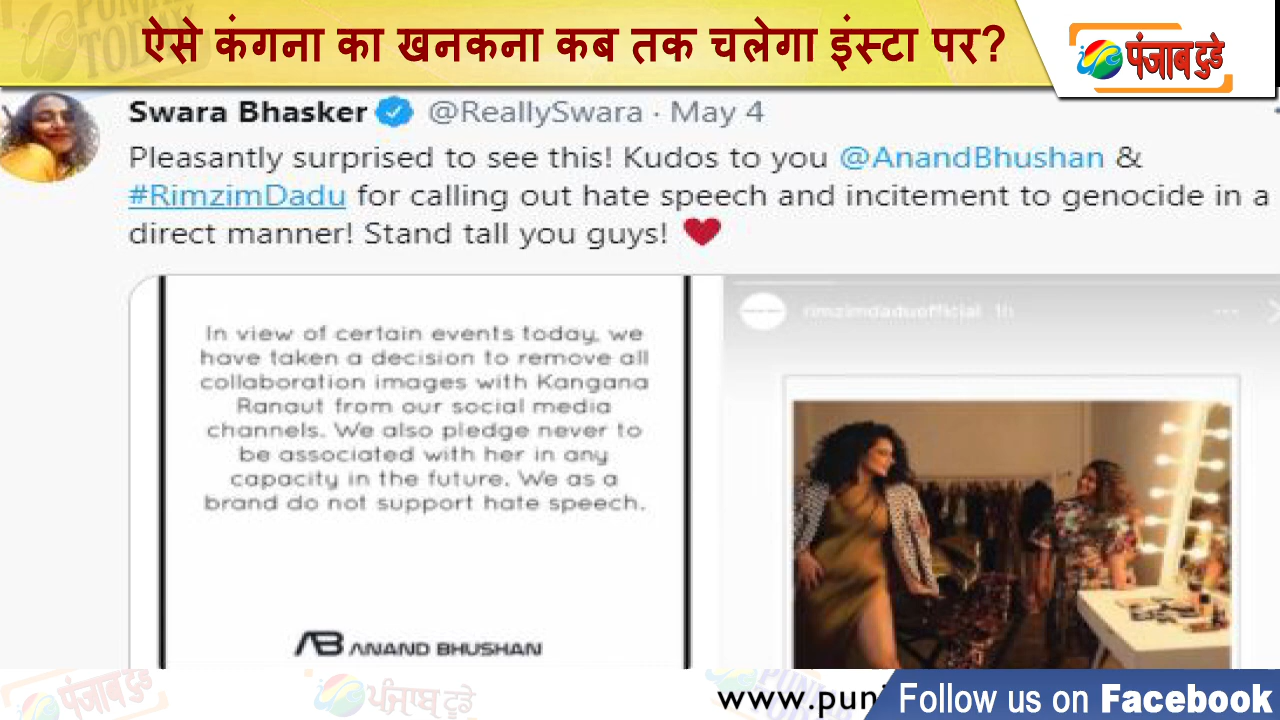 ऐसे कंगना का खनकना कब तक चलेगा इंस्टा पर?
पंजाब टुडे
Swara Bhasker @ReallySwara · May 4
Pleasantly surprised to see this! Kudos to you @AnandBhushan &
#RimzimDadu for calling out hate speech and incitement to genocide in a
direct manner! Stand tall you guys! ❤
In view of certain events today, we
have taken a decision to remove all
collaboration images with Kangana
Ranaut from our social media
channels. We also pledge never to
be associated with her in any
capacity in the future. We as a
brand do not support hate speech.
AB ANAND BHUSHAN
rimzimdaduofficial 1h
पंजाब टुडे
ਪੰਜਾਬ ਟੂਡੇ
www.pun
Follow us on Facebook